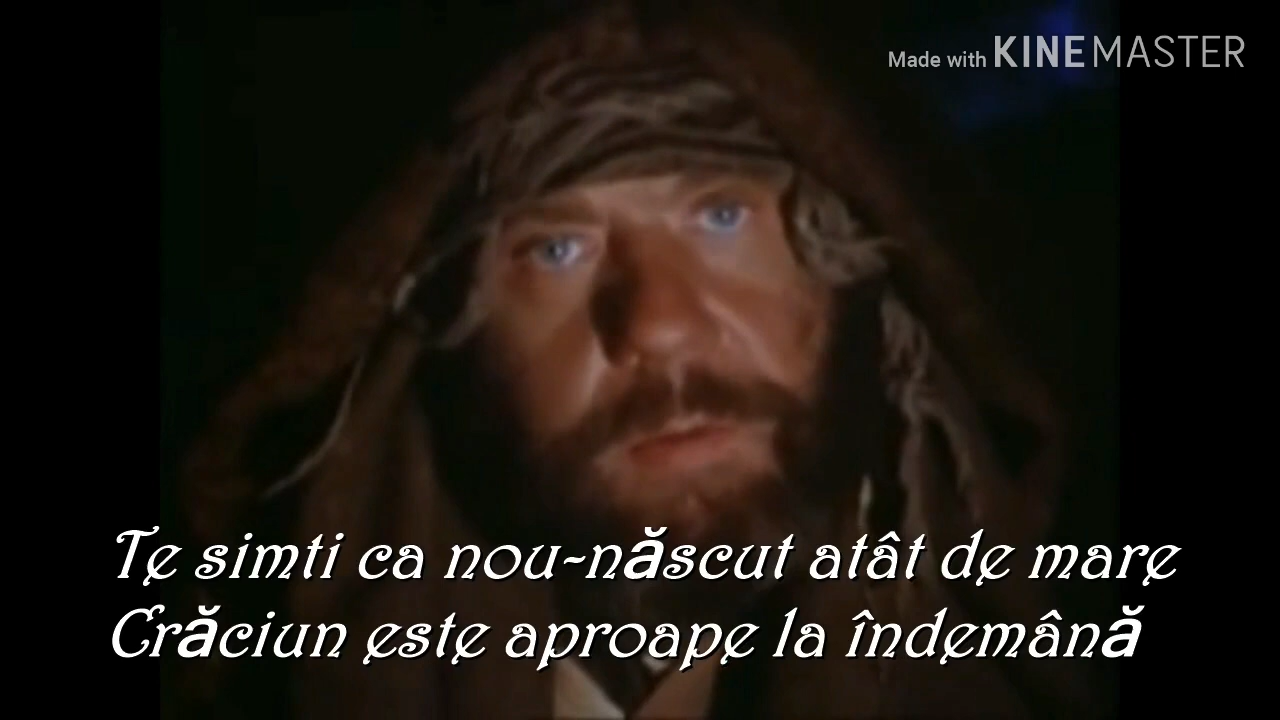 Made with KINEMASTER
Te simti ca nou-născut atât de mare
Crăciun este aproape la îndemână